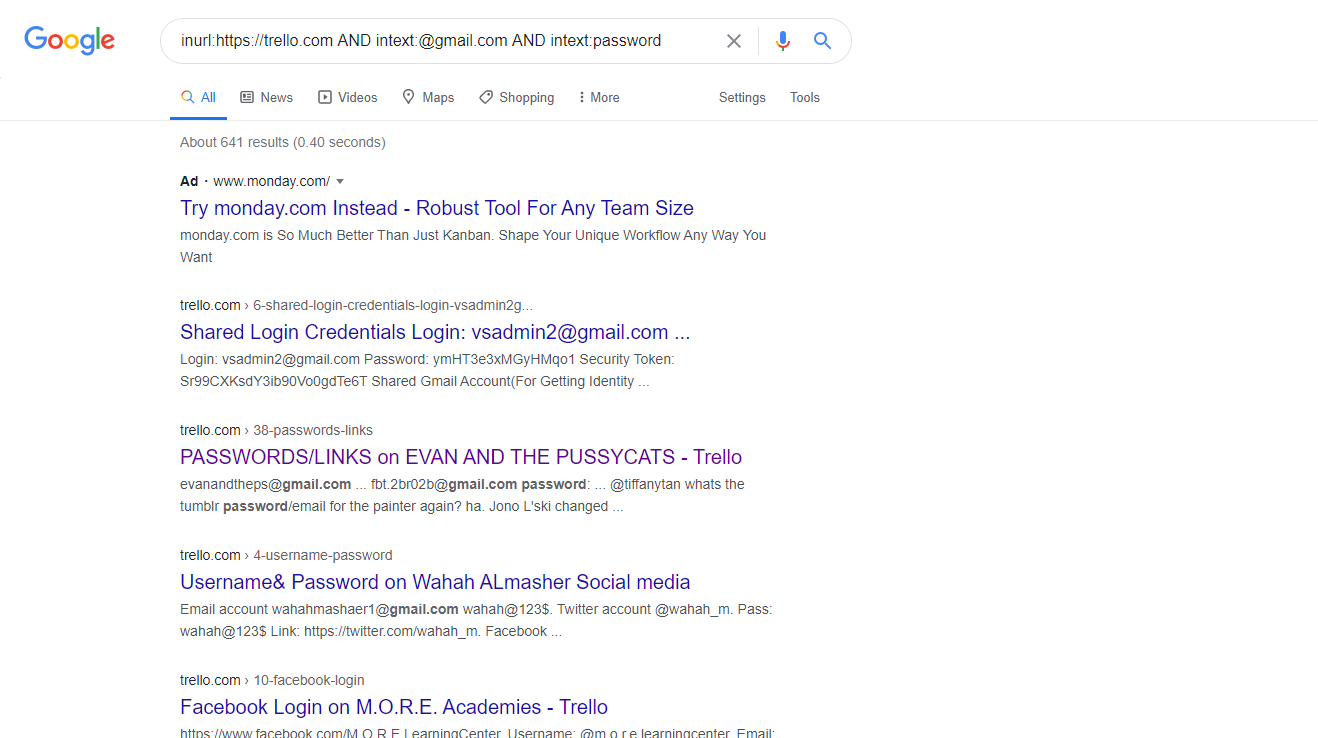 Google
inurl:https://trello.com AND intext:@gmail.com AND intext:password
All News Videos Maps Shopping More Settings Tools
About 641 results (0.40 seconds)
Ad · www.monday.com/
Try monday.com Instead - Robust Tool For Any Team Size
monday.com is So Much Better Than Just Kanban. Shape Your Unique Workflow Any Way You
Want
trello.com › 6-shared-login-credentials-login-vsadmin2g...
Shared Login Credentials Login: vsadmin2@gmail.com ...
Login: vsadmin2@gmail.com Password: ymHT3e3xMGyHMqo1 Security Token:
Sr99CXKsdY3ib90Vo0gdTe6T Shared Gmail Account(For Getting Identity ...
trello.com › 38-passwords-links
PASSWORDS/LINKS on EVAN AND THE PUSSYCATS - Trello
evanandtheps@gmail.com ... fbt.2br02b@gmail.com password: ... @tiffanytan whats the
tumblr password/email for the painter again? ha. Jono L'ski changed ...
trello.com › 4-username-password
Username& Password on Wahah ALmasher Social media
Email account wahahmashaer1@gmail.com wahah@123$. Twitter account @wahah_m. Pass:
wahah@123$ Link: https://twitter.com/wahah_m. Facebook ...
trello.com › 10-facebook-login
Facebook Login on M.O.R.E. Academies - Trello
https://www.facebook.com/M.O.R.E.LearningCenter. Username: @m.o.r.e.learningcenter. Email: